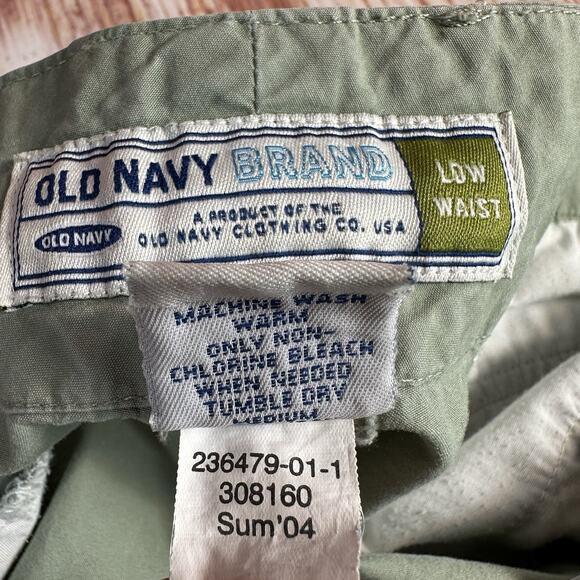 OLD NAVY BRAND
LOW
WAIST
A PRODUCT OF THE
OLD NAVY
OLD NAVY CLOTHING CO. USA
MACHINE WASH
WARM
ONLY NON-
CHLORINE BLEACH
WHEN NEEDED
TUMBLE DRY
MEDIUM
236479-01-1
308160
Sum'04